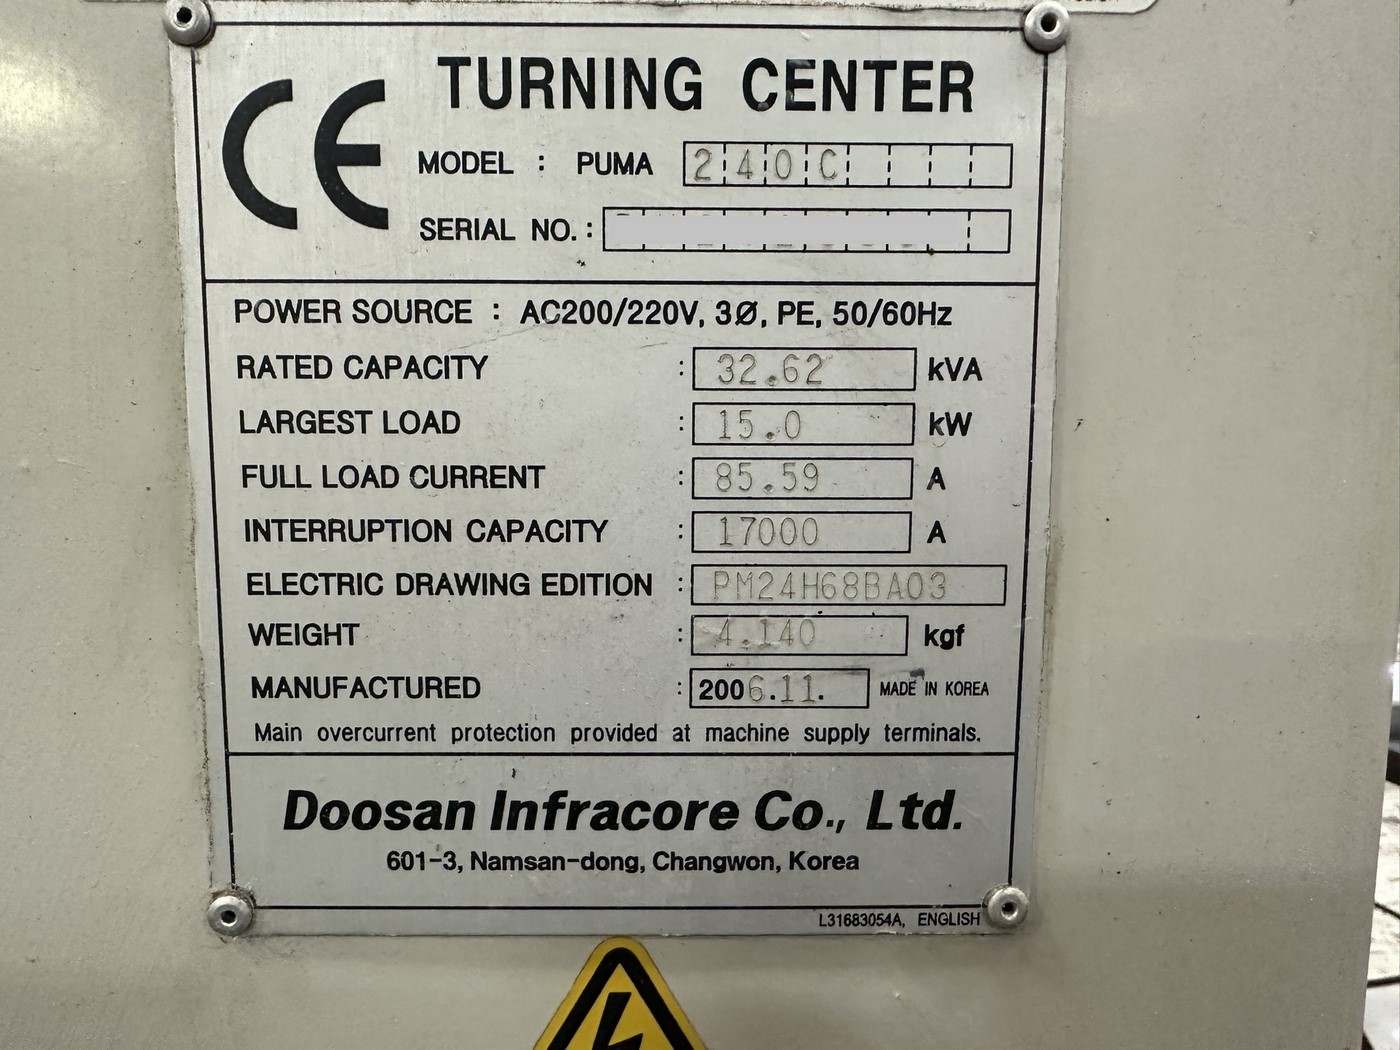 CE TURNING CENTER
MODEL : PUMA 240C
SERIAL NO. :
POWER SOURCE : AC200/220V, 3Ø, PE, 50/60Hz
RATED CAPACITY : 32.62 kVA
LARGEST LOAD : 15.0 kW
FULL LOAD CURRENT : 85.59 A
INTERRUPTION CAPACITY : 17000 A
ELECTRIC DRAWING EDITION : PM24H68BA03
WEIGHT : 4.140 kgf
MANUFACTURED : 2006.11. MADE IN KOREA
Main overcurrent protection provided at machine supply terminals.
Doosan Infracore Co., Ltd.
601-3, Namsan-dong, Changwon, Korea
L31683054A, ENGLISH